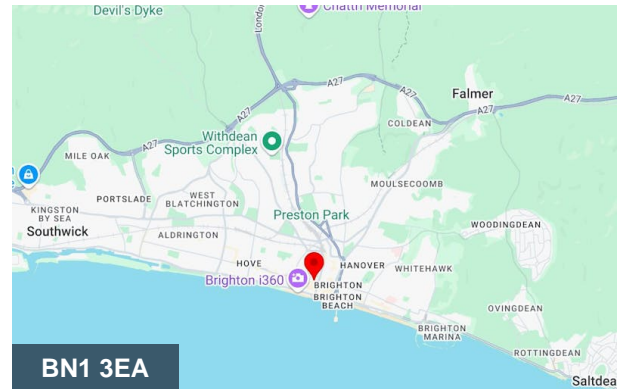 Devil's Dyke
Chattri Memorial
London
A27
A27
Falmer
COLDEAN
Withdean
Sports Complex
A27
A27
MILE OAK
MOULSECOOMB
PORTSLADE
WEST
BLATCHINGTON
KINGSTON
BY SEA
Southwick
Preston Park
WOODINGDEAN
ALDRINGTON
HOVE
HANOVER
WHITEHAWK
Brighton i360
BRIGHTON
BRIGHTON
BEACH
OVINGDEAN
BRIGHTON
MARINA
ROTTINGDEAN
BN1 3EA
Saltdea